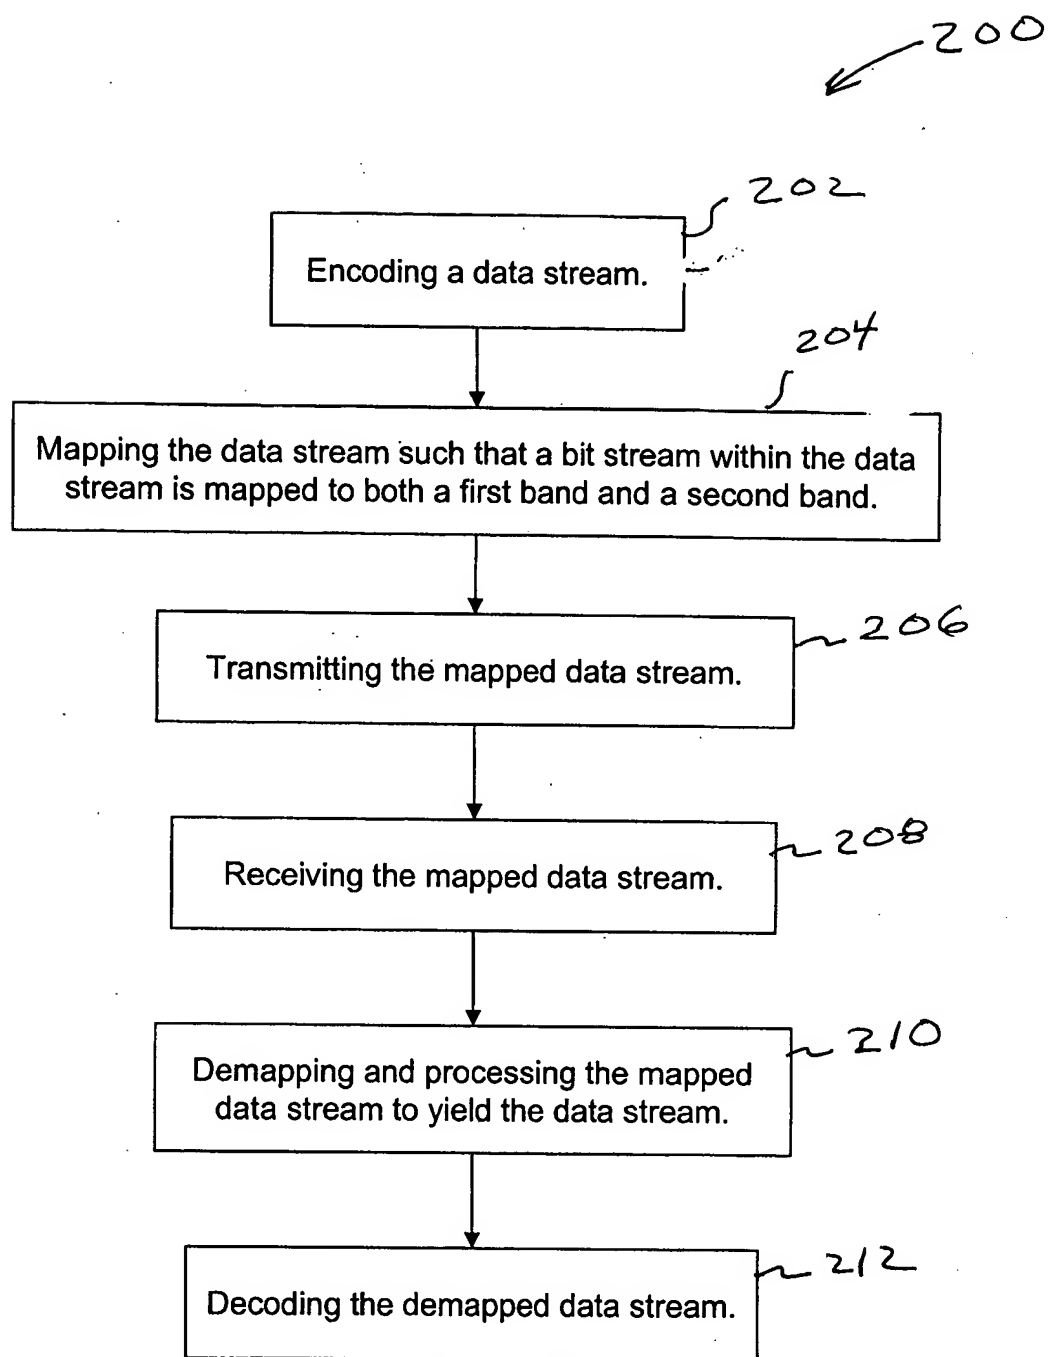 200
202
Encoding a data stream.
204
Mapping the data stream such that a bit stream within the data
stream is mapped to both a first band and a second band.
206
Transmitting the mapped data stream.
208
Receiving the mapped data stream.
210
Demapping and processing the mapped
data stream to yield the data stream.
212
Decoding the demapped data stream.